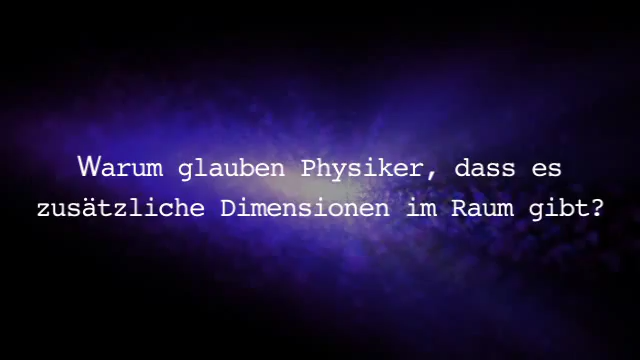 Warum glauben Physiker, dass es
zusätzliche Dimensionen im Raum gibt?